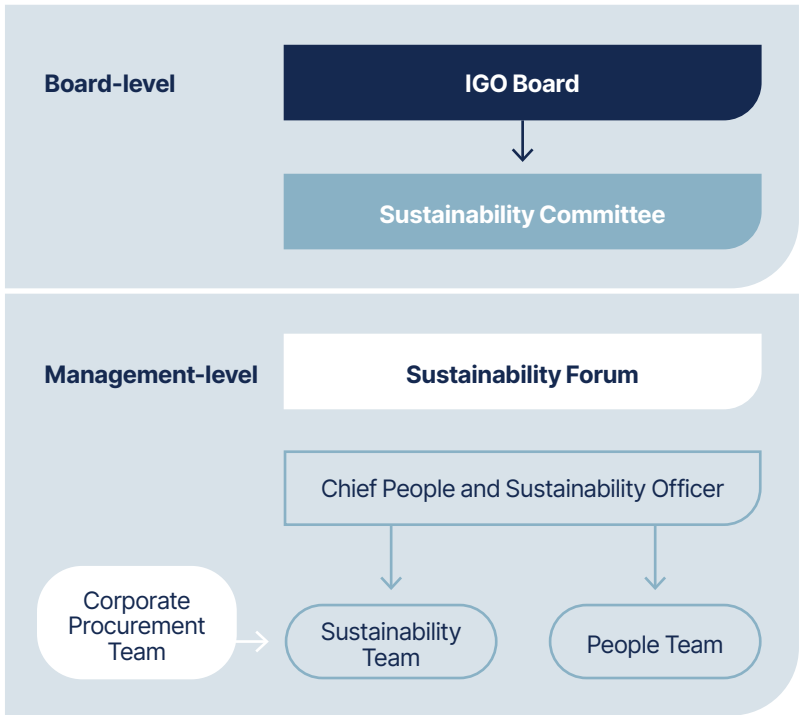 Board-level
IGO Board
Sustainability Committee
Management-level
Sustainability Forum
Chief People and Sustainability Officer
Corporate
Procurement
Team
Sustainability
Team
People Team